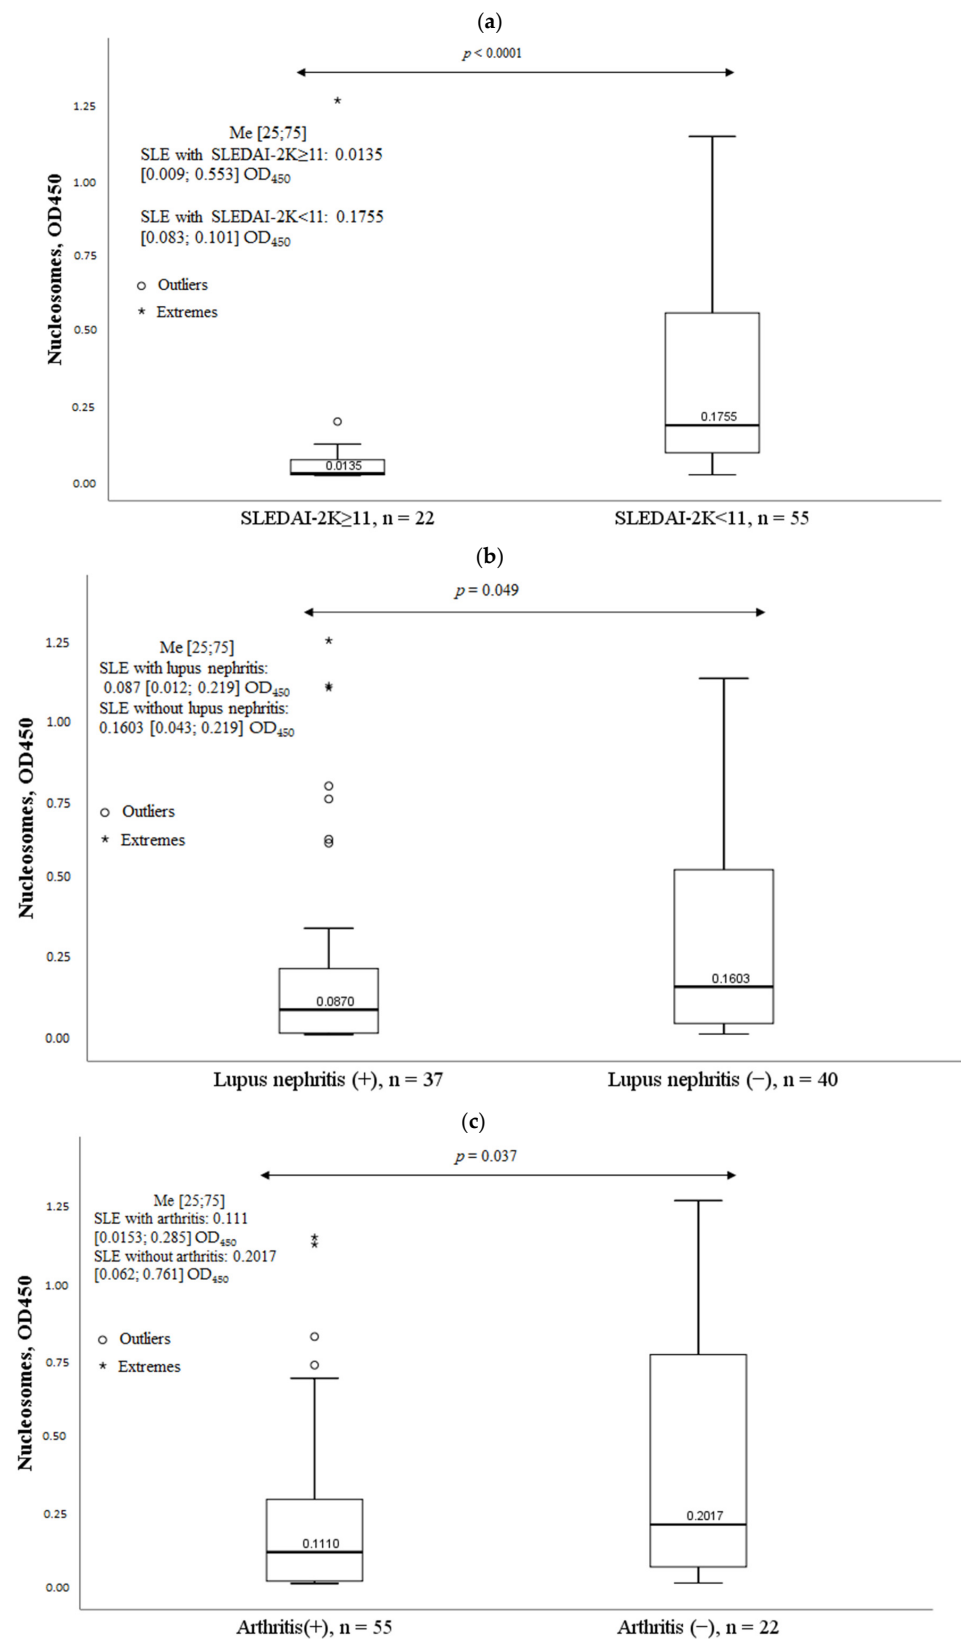 (a)
p < 0.0001
1.25
1.00
0.75
0.50
0.25
0.00
Nucleosomes, OD450
Me [25;75]
SLE with SLEDAI-2K≥11: 0.0135
[0.009; 0.553] OD450
SLE with SLEDAI-2K<11: 0.1755
[0.083; 0.101] OD450
○ Outliers
* Extremes
0.0135
0.1755
SLEDAI-2K≥11, n = 22
SLEDAI-2K<11, n = 55
(b)
p = 0.049
1.25
1.00
0.75
0.50
0.25
0.00
Nucleosomes, OD450
Me [25;75]
SLE with lupus nephritis:
0.087 [0.012; 0.219] OD450
SLE without lupus nephritis:
0.1603 [0.043; 0.219] OD450
○ Outliers
* Extremes
0.0870
0.1603
Lupus nephritis (+), n = 37
Lupus nephritis (−), n = 40
(c)
p = 0.037
1.25
1.00
0.75
0.50
0.25
0.00
Nucleosomes, OD450
Me [25;75]
SLE with arthritis: 0.111
[0.0153; 0.285] OD450
SLE without arthritis: 0.2017
[0.062; 0.761] OD450
○ Outliers
* Extremes
0.1110
0.2017
Arthritis(+), n = 55
Arthritis (−), n = 22